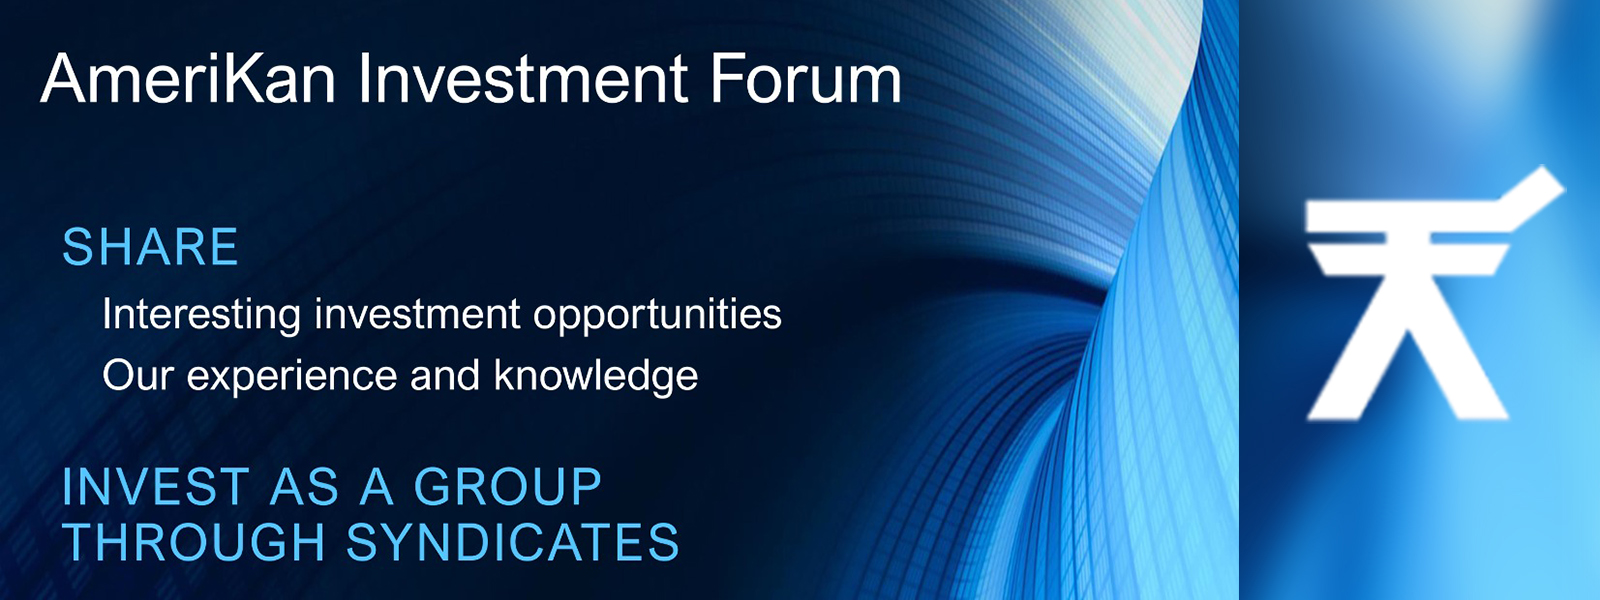 AmeriKan Investment Forum
SHARE
Interesting investment opportunities
Our experience and knowledge
INVEST AS A GROUP
THROUGH SYNDICATES